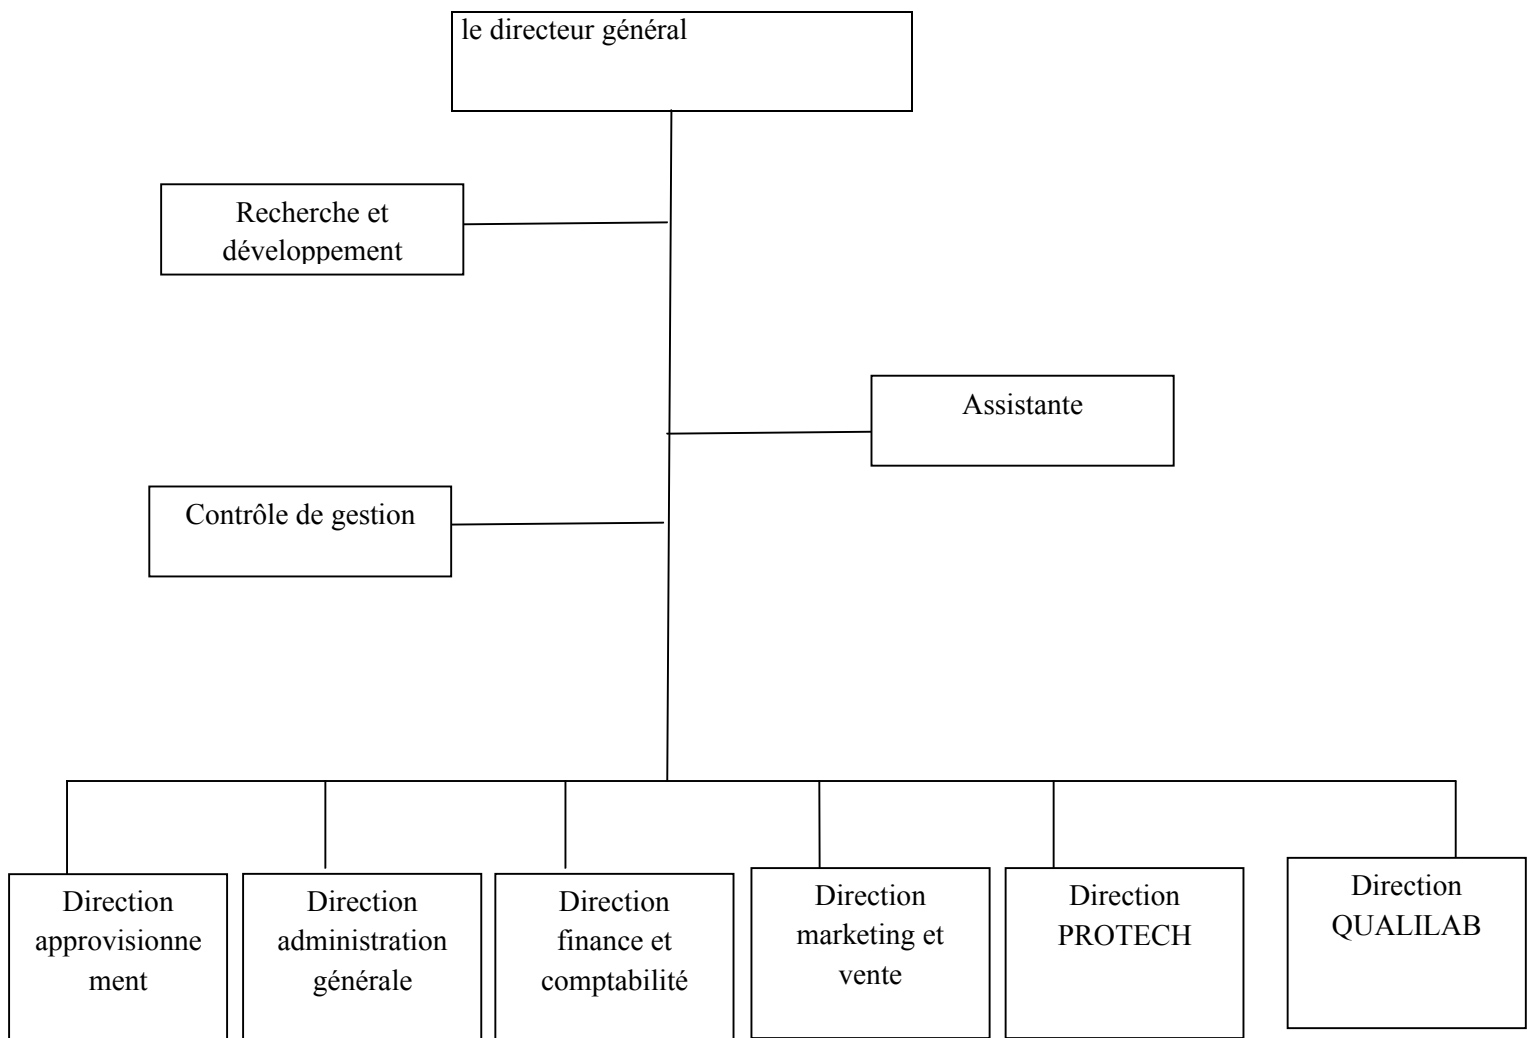 le directeur général
Recherche et
développement
Assistante
Contrôle de gestion
Direction
approvisionne
ment
Direction
administration
générale
Direction
finance et
comptabilité
Direction
marketing et
vente
Direction
PROTECH
Direction
QUALILAB